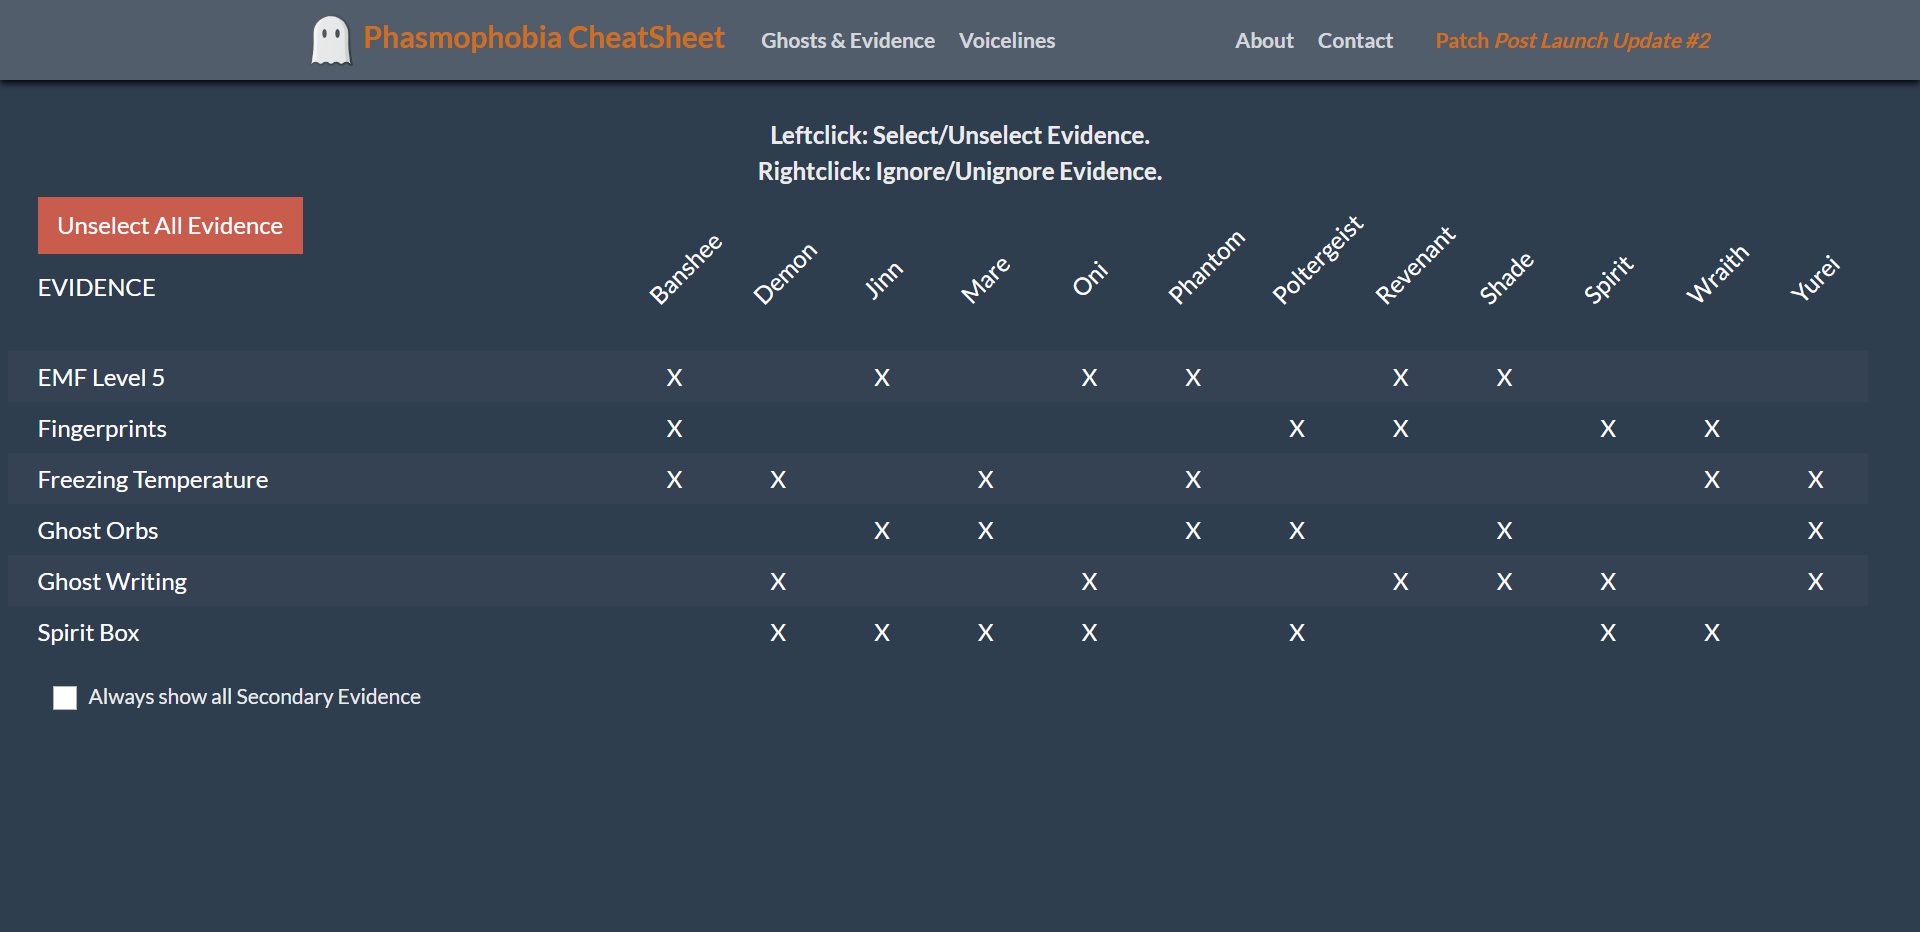 Phasmophobia CheatSheet Ghosts & Evidence Voicelines About Contact Patch Post Launch Update #2
Leftclick: Select/Unselect Evidence.
Rightclick: Ignore/Unignore Evidence.
Unselect All Evidence
EVIDENCE Banshee Demon Jinn Mare Oni Phantom Poltergeist Revenant Shade Spirit Wraith Yurei
EMF Level 5 X X X X X X
Fingerprints X X X X X
Freezing Temperature X X X X X X
Ghost Orbs X X X X X X
Ghost Writing X X X X X X
Spirit Box X X X X X X X
Always show all Secondary Evidence